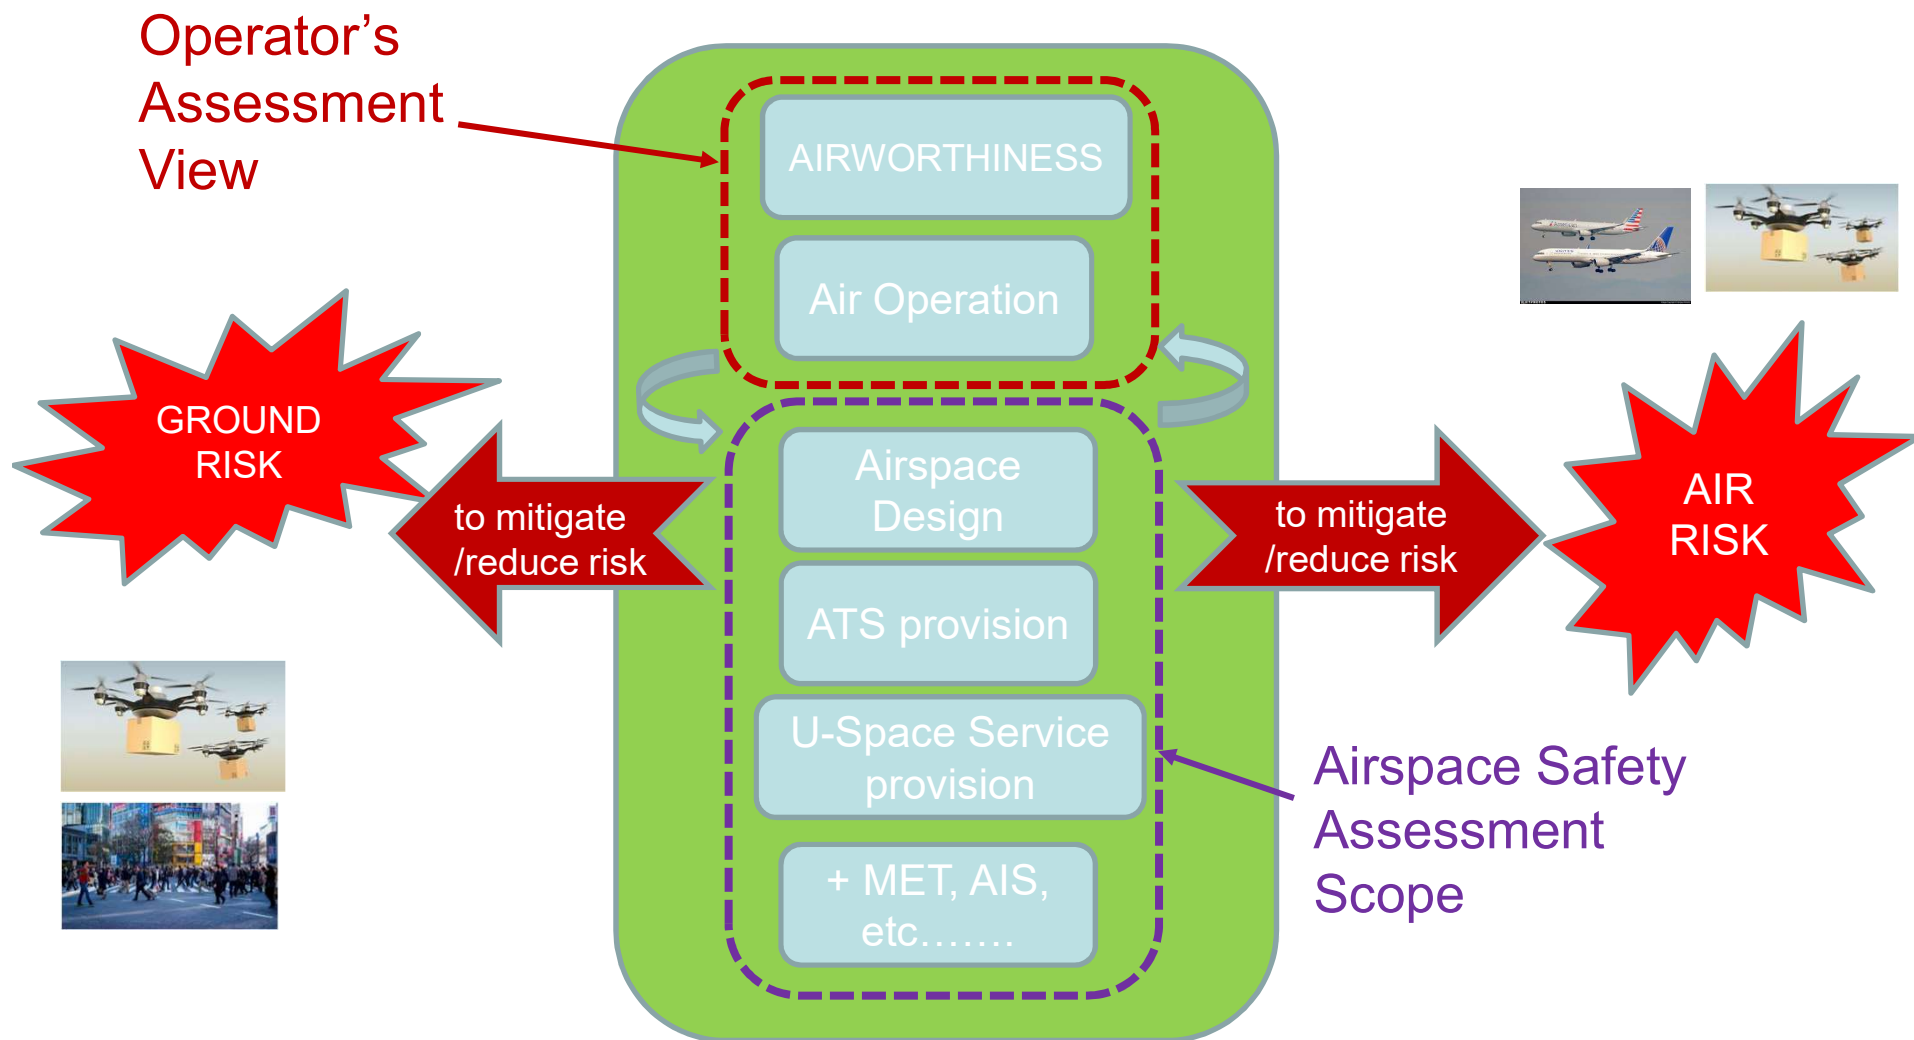 Operator’s
Assessment
View
AIRWORTHINESS
Air Operation
GROUND
RISK
to mitigate
/reduce risk
Airspace
Design
ATS provision
U-Space Service
provision
+ MET, AIS,
etc…….
to mitigate
/reduce risk
AIR
RISK
Airspace Safety
Assessment
Scope